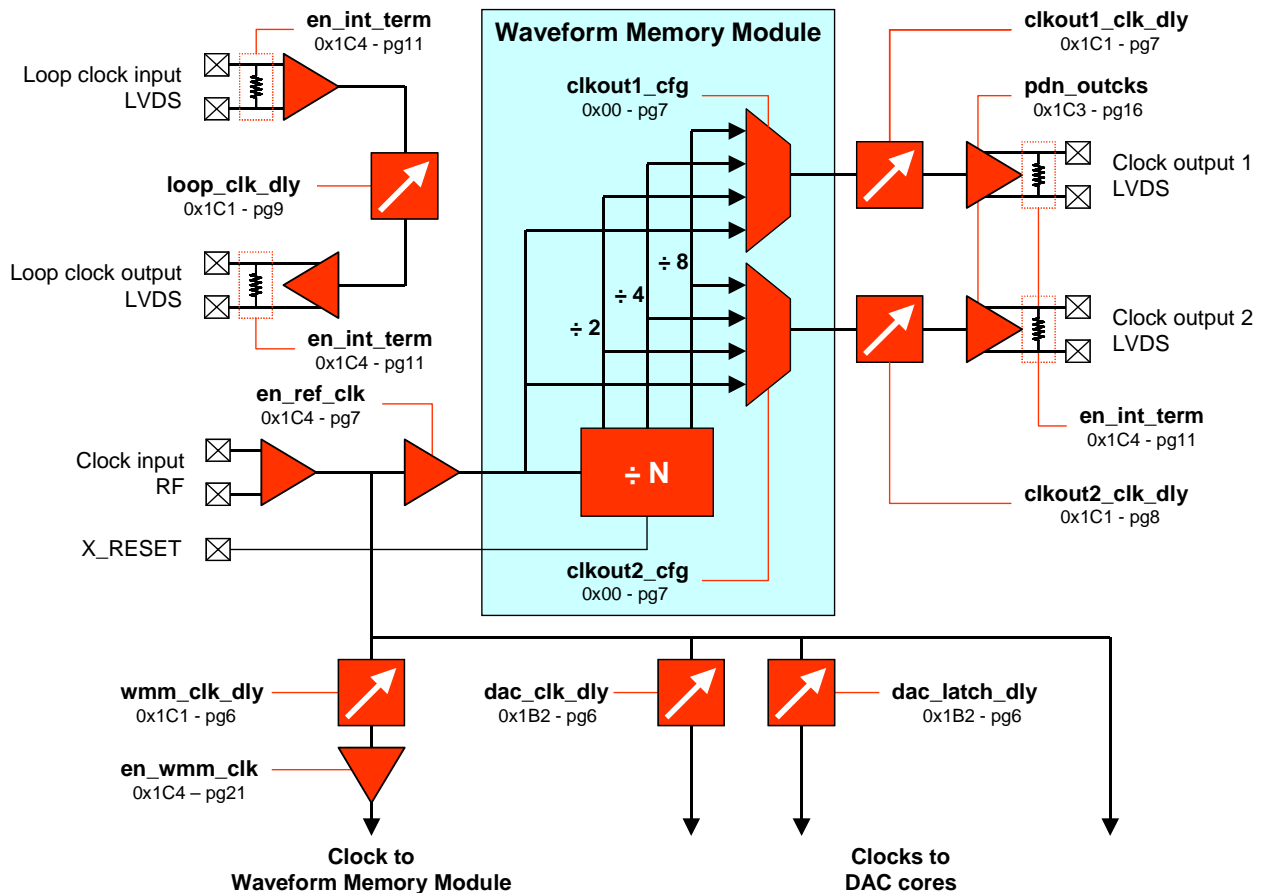 en_int_term
0x1C4 - pg11
Loop clock input
LVDS
loop_clk_dly
0x1C1 - pg9
Loop clock output
LVDS
en_int_term
0x1C4 - pg11
en_ref_clk
0x1C4 - pg7
Clock input
RF
X_RESET
Waveform Memory Module
clkout1_cfg
0x00 - pg7
÷ 8
÷ 4
÷ 2
÷ N
clkout2_cfg
0x00 - pg7
clkout1_clk_dly
0x1C1 - pg7
pdn_outcks
0x1C3 - pg16
Clock output 1
LVDS
Clock output 2
LVDS
en_int_term
0x1C4 - pg11
clkout2_clk_dly
0x1C1 - pg8
wmm_clk_dly
0x1C1 - pg6
en_wmm_clk
0x1C4 – pg21
dac_clk_dly
0x1B2 - pg6
dac_latch_dly
0x1B2 - pg6
Clock to
Waveform Memory Module
Clocks to
DAC cores